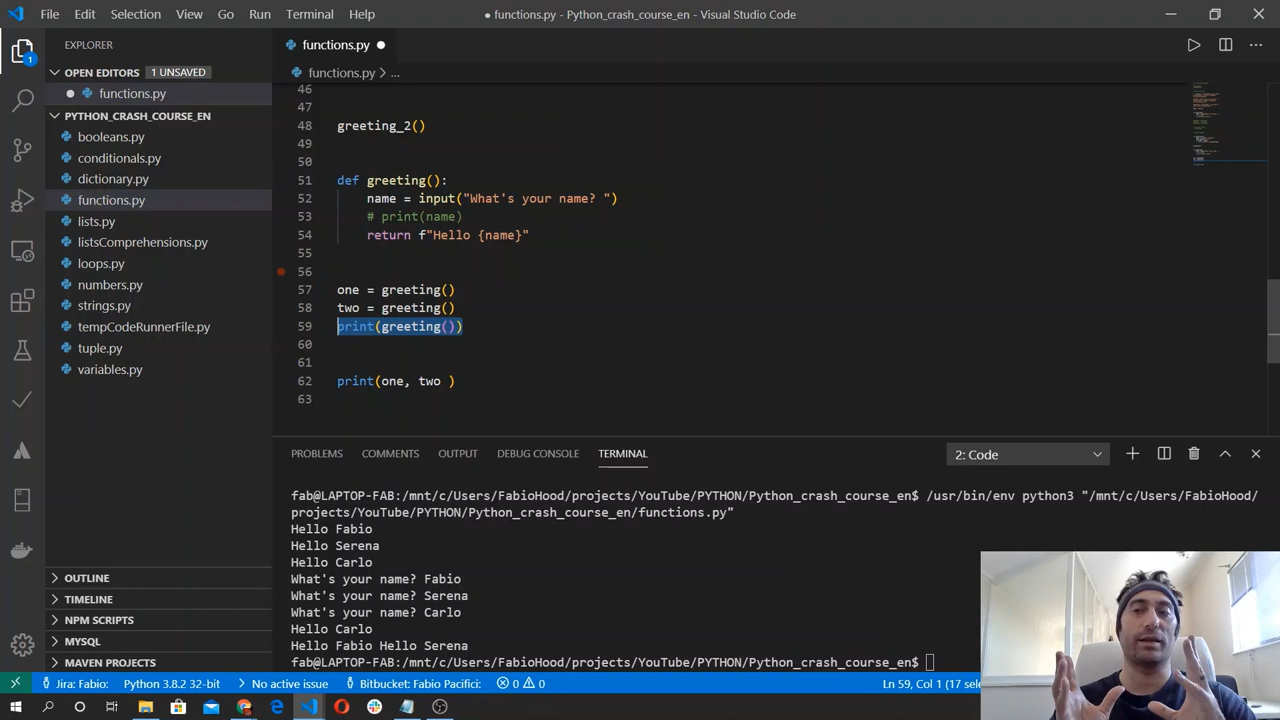 File Edit Selection View Go Run Terminal Help
● functions.py - Python_crash_course_en - Visual Studio Code
EXPLORER
OPEN EDITORS 1 UNSAVED
● functions.py
PYTHON_CRASH_COURSE_EN
booleans.py
conditionals.py
dictionary.py
functions.py
lists.py
listsComprehensions.py
loops.py
numbers.py
strings.py
tempCodeRunnerFile.py
tuple.py
variables.py
OUTLINE
TIMELINE
NPM SCRIPTS
MYSQL
MAVEN PROJECTS
1
functions.py ●
functions.py > ...
46
47
48 greeting_2()
49
50
51 def greeting():
52 name = input("What's your name? ")
53 # print(name)
54 return f"Hello {name}"
55
56
57 one = greeting()
58 two = greeting()
59 print(greeting())
60
61
62 print(one, two )
63
PROBLEMS COMMENTS OUTPUT DEBUG CONSOLE TERMINAL
2: Code
fab@LAPTOP-FAB:/mnt/c/Users/FabioHood/projects/YouTube/PYTHON/Python_crash_course_en$ /usr/bin/env python3 "/mnt/c/Users/FabioHood/
projects/YouTube/PYTHON/Python_crash_course_en/functions.py"
Hello Fabio
Hello Serena
Hello Carlo
What's your name? Fabio
What's your name? Serena
What's your name? Carlo
Hello Carlo
Hello Fabio Hello Serena
fab@LAPTOP-FAB:/mnt/c/Users/FabioHood/projects/YouTube/PYTHON/Python_crash_course_en$
Jira: Fabio: Python 3.8.2 32-bit No active issue Bitbucket: Fabio Pacifici: 0 0 Ln 59, Col 1 (17 sele